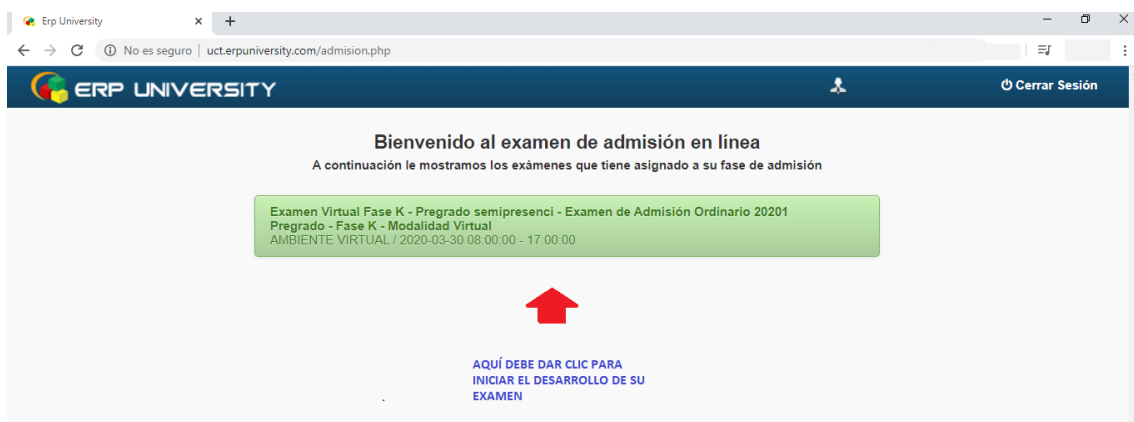 Erp University
No es seguro | uct.erpuniversity.com/admision.php
ERP UNIVERSITY
Cerrar Sesión
Bienvenido al examen de admisión en línea
A continuación le mostramos los exámenes que tiene asignado a su fase de admisión
Examen Virtual Fase K - Pregrado semipresenci - Examen de Admisión Ordinario 20201
Pregrado - Fase K - Modalidad Virtual
AMBIENTE VIRTUAL / 2020-03-30 08:00:00 - 17:00:00
AQUÍ DEBE DAR CLIC PARA
INICIAR EL DESARROLLO DE SU
EXAMEN